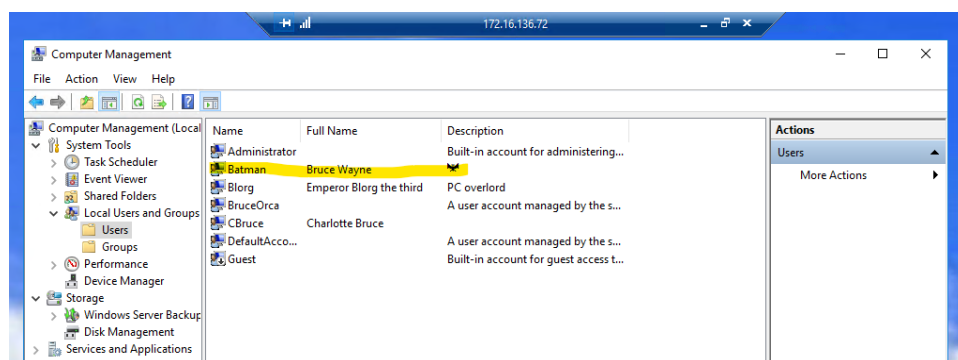 172.16.136.72
Computer Management
File Action View Help
Computer Management (Local
System Tools
Task Scheduler
Event Viewer
Shared Folders
Local Users and Groups
Users
Groups
Performance
Device Manager
Storage
Windows Server Backup
Disk Management
Services and Applications
Name Full Name Description
Administrator Built-in account for administering...
Batman Bruce Wayne
Blorg Emperor Blorg the third PC overlord
BruceOrca A user account managed by the s...
CBruce Charlotte Bruce
DefaultAcco... A user account managed by the s...
Guest Built-in account for guest access t...
Actions
Users
More Actions